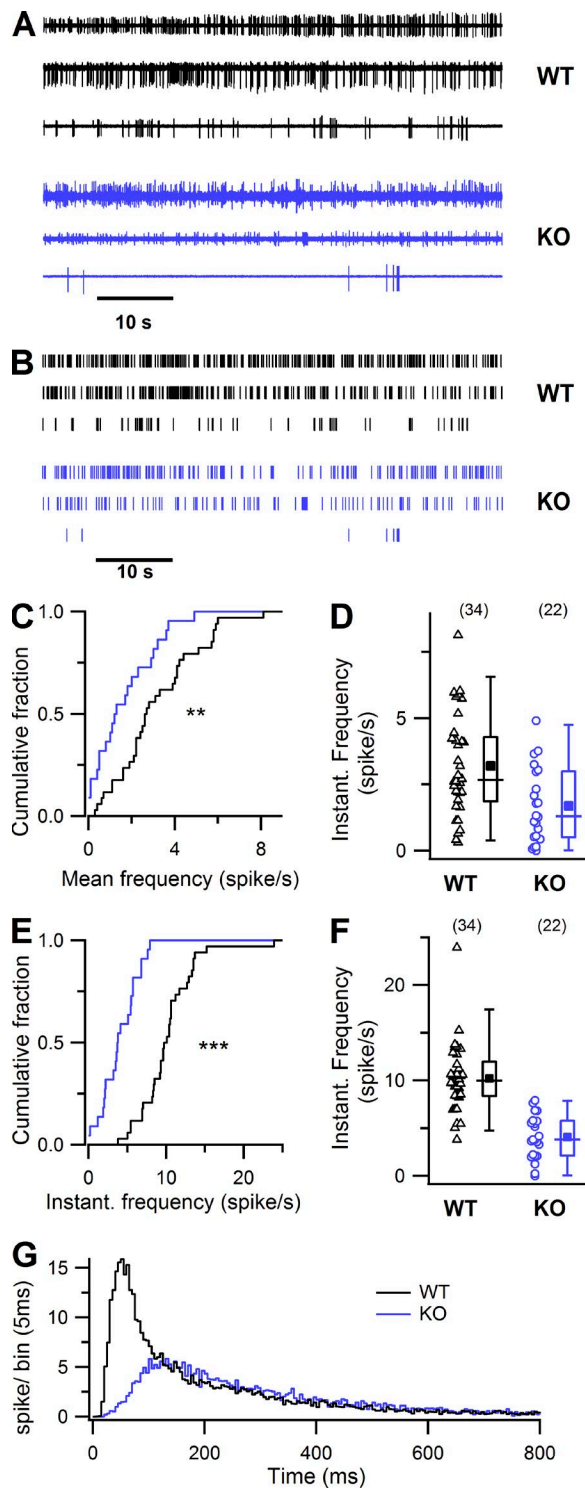 A
WT
KO
10 s
B
WT
KO
10 s
C
1.0
0.5
0.0
Cumulative fraction
**
0 4 8
Mean frequency (spike/s)
D
(34) (22)
5
0
Instant. Frequency
(spike/s)
WT KO
E
1.0
0.5
0.0
Cumulative fraction
***
0 10 20
Instant. frequency (spike/s)
F
(34) (22)
20
10
0
Instant. Frequency
(spike/s)
WT KO
G
15
10
5
0
spike/ bin (5ms)
WT
KO
0 200 400 600 800
Time (ms)